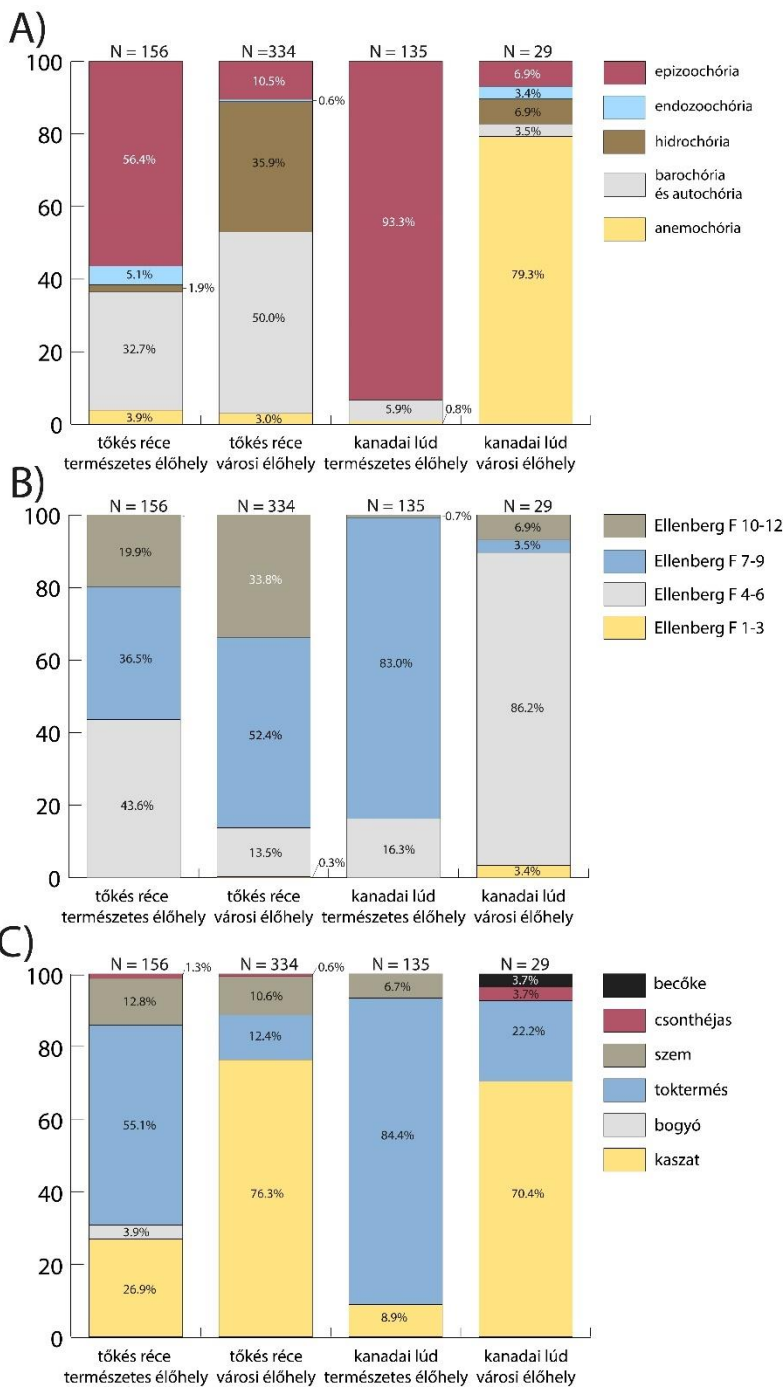 A)
N = 156
N =334
N = 135
N = 29
100
80
60
40
20
0
56.4%
5.1%
1.9%
32.7%
3.9%
10.5%
0.6%
35.9%
50.0%
3.0%
93.3%
5.9%
0.8%
6.9%
3.4%
6.9%
3.5%
79.3%
epizoochória
endozoochória
hidrochória
barochória
és autochória
anemochória
tőkés réce
természetes élőhely
tőkés réce
városi élőhely
kanadai lúd
természetes élőhely
kanadai lúd
városi élőhely
B)
N = 156
N = 334
N = 135
N = 29
100
80
60
40
20
0
19.9%
36.5%
43.6%
33.8%
52.4%
13.5%
0.3%
0.7%
83.0%
16.3%
6.9%
3.5%
86.2%
3.4%
Ellenberg F 10-12
Ellenberg F 7-9
Ellenberg F 4-6
Ellenberg F 1-3
tőkés réce
természetes élőhely
tőkés réce
városi élőhely
kanadai lúd
természetes élőhely
kanadai lúd
városi élőhely
C)
N = 156
N = 334
N = 135
N = 29
100
80
60
40
20
0
1.3%
12.8%
55.1%
3.9%
26.9%
0.6%
10.6%
12.4%
76.3%
6.7%
84.4%
8.9%
3.7%
3.7%
22.2%
70.4%
becőke
csonthéjas
szem
toktermés
bogyó
kaszat
tőkés réce
természetes élőhely
tőkés réce
városi élőhely
kanadai lúd
természetes élőhely
kanadai lúd
városi élőhely